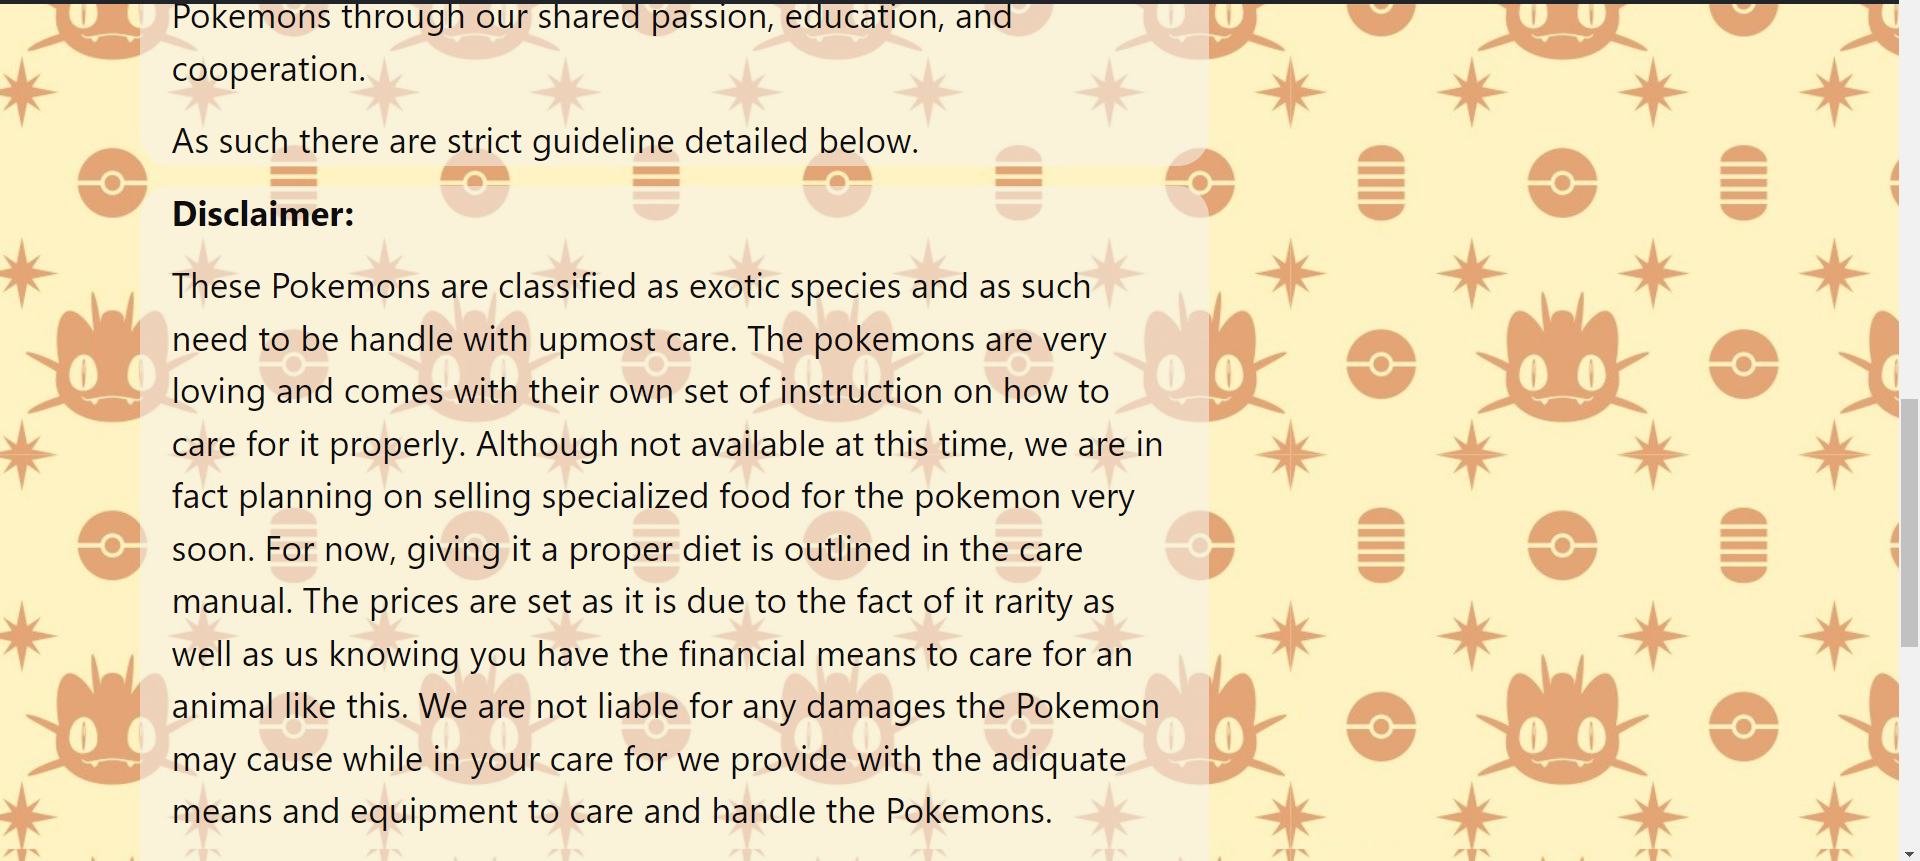 Pokemons through our shared passion, education, and
cooperation.
As such there are strict guideline detailed below.
Disclaimer:
These Pokemons are classified as exotic species and as such
need to be handle with upmost care. The pokemons are very
loving and comes with their own set of instruction on how to
care for it properly. Although not available at this time, we are in
fact planning on selling specialized food for the pokemon very
soon. For now, giving it a proper diet is outlined in the care
manual. The prices are set as it is due to the fact of it rarity as
well as us knowing you have the financial means to care for an
animal like this. We are not liable for any damages the Pokemon
may cause while in your care for we provide with the adiquate
means and equipment to care and handle the Pokemons.